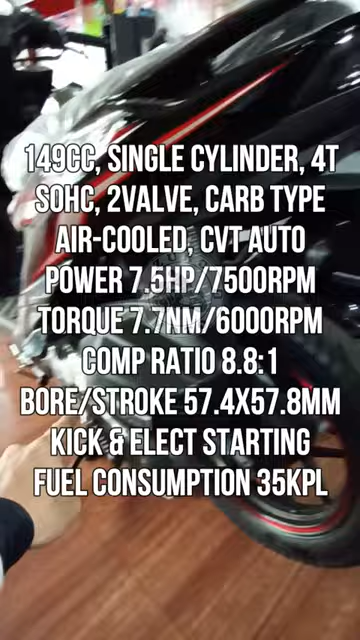 149CC, SINGLE CYLINDER, 4T
SOHC, 2VALVE, CARB TYPE
AIR-COOLED, CVT AUTO
POWER 7.5HP/7500RPM
TORQUE 7.7NM/6000RPM
COMP RATIO 8.8:1
BORE/STROKE 57.4X57.8MM
KICK & ELECT STARTING
FUEL CONSUMPTION 35KPL